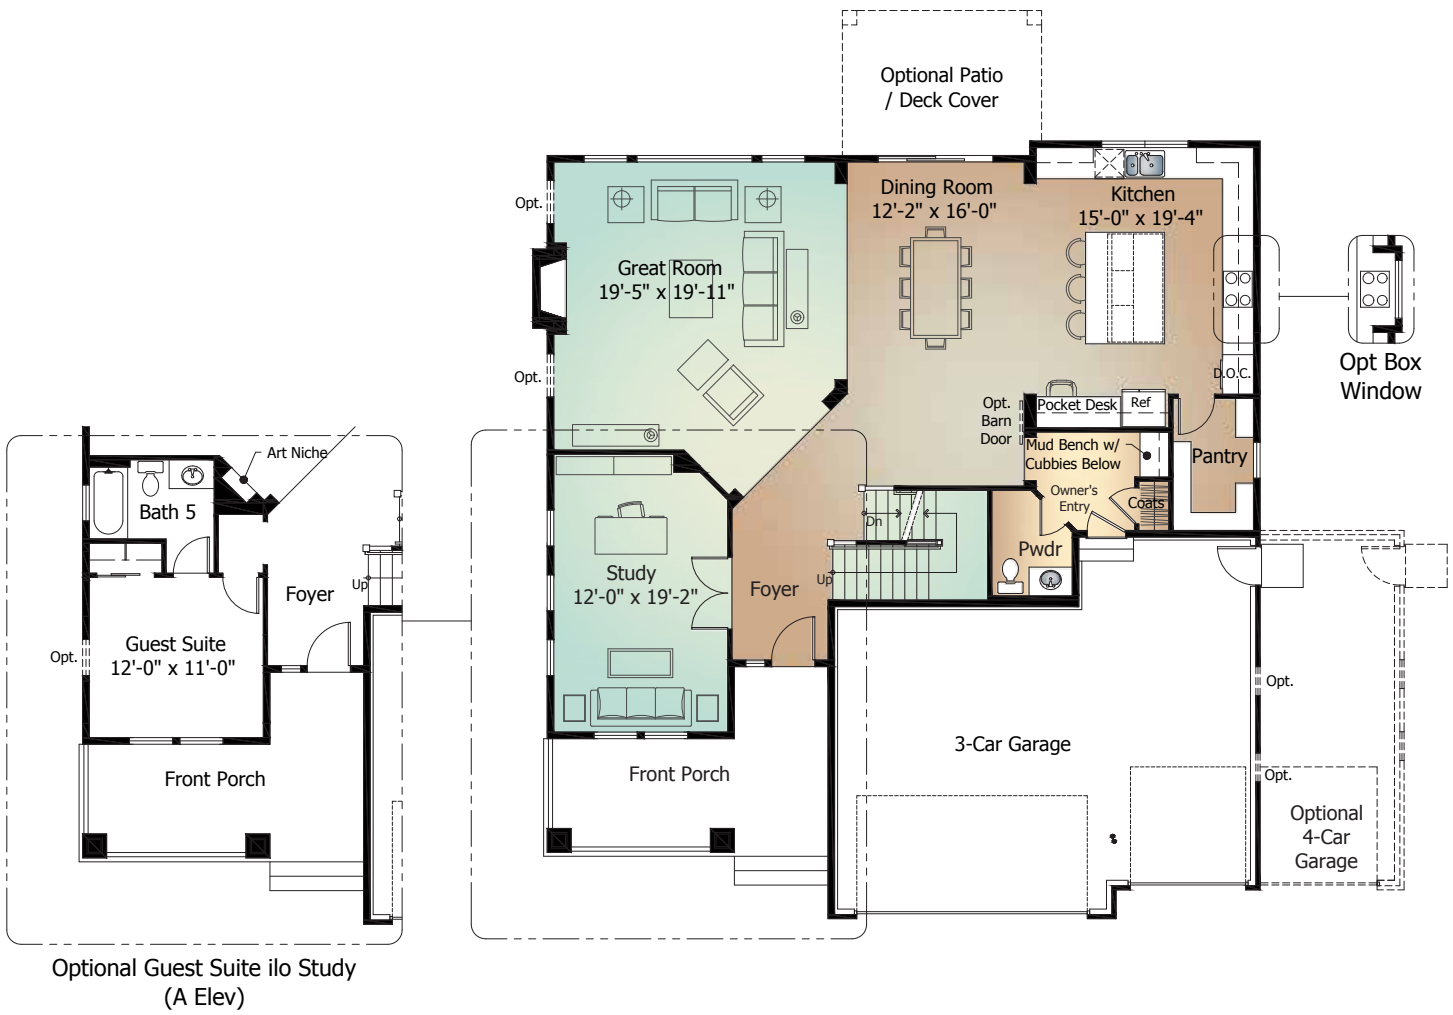 Optional Patio
/ Deck Cover
Dining Room
12'-2" x 16'-0"
Kitchen
15'-0" x 19'-4"
Opt.
Great Room
19'-5" x 19'-11"
Opt.
Opt Box
Window
D.O.C.
Opt.
Barn
Door
Pocket Desk
Ref
Mud Bench w/
Cubbies Below
Pantry
Owner's
Entry
Coats
Art Niche
Bath 5
Dn
Pwdr
Up
Foyer
Study
12'-0" x 19'-2"
Foyer
Up
Guest Suite
12'-0" x 11'-0"
Opt.
Opt.
3-Car Garage
Front Porch
Front Porch
Opt.
Optional
4-Car
Garage
Optional Guest Suite ilo Study
(A Elev)